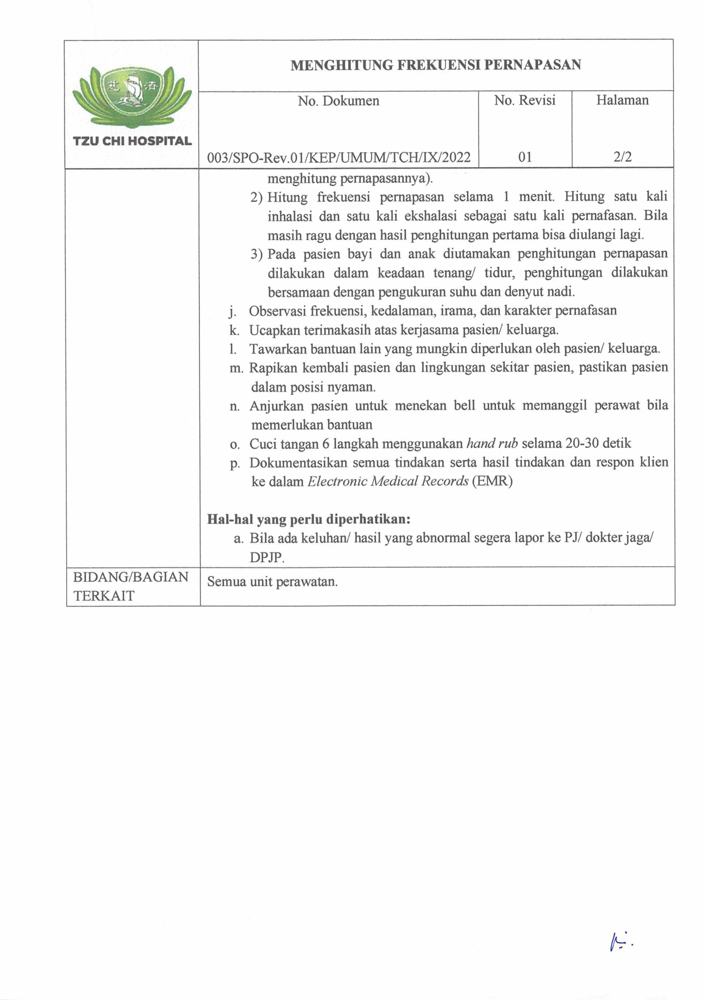 MENGHITUNG FREKUENSI PERNAPASAN
慈 濟
TZU CHI HOSPITAL
No. Dokumen
003/SPO-Rev.01/KEP/UMUM/TCH/IX/2022
No. Revisi
01
Halaman
2/2
menghitung pernapasannya).
2) Hitung frekuensi pernapasan selama 1 menit. Hitung satu kali
inhalasi dan satu kali ekshalasi sebagai satu kali pernafasan. Bila
masih ragu dengan hasil penghitungan pertama bisa diulangi lagi.
3) Pada pasien bayi dan anak diutamakan penghitungan pernapasan
dilakukan dalam keadaan tenang/ tidur, penghitungan dilakukan
bersamaan dengan pengukuran suhu dan denyut nadi.
j. Observasi frekuensi, kedalaman, irama, dan karakter pernafasan
k. Ucapkan terimakasih atas kerjasama pasien/ keluarga.
l. Tawarkan bantuan lain yang mungkin diperlukan oleh pasien/ keluarga.
m. Rapikan kembali pasien dan lingkungan sekitar pasien, pastikan pasien
dalam posisi nyaman.
n. Anjurkan pasien untuk menekan bell untuk memanggil perawat bila
memerlukan bantuan
o. Cuci tangan 6 langkah menggunakan hand rub selama 20-30 detik
p. Dokumentasikan semua tindakan serta hasil tindakan dan respon klien
ke dalam Electronic Medical Records (EMR)
Hal-hal yang perlu diperhatikan:
a. Bila ada keluhan/ hasil yang abnormal segera lapor ke PJ/ dokter jaga/
DPJP.
BIDANG/BAGIAN
TERKAIT
Semua unit perawatan.